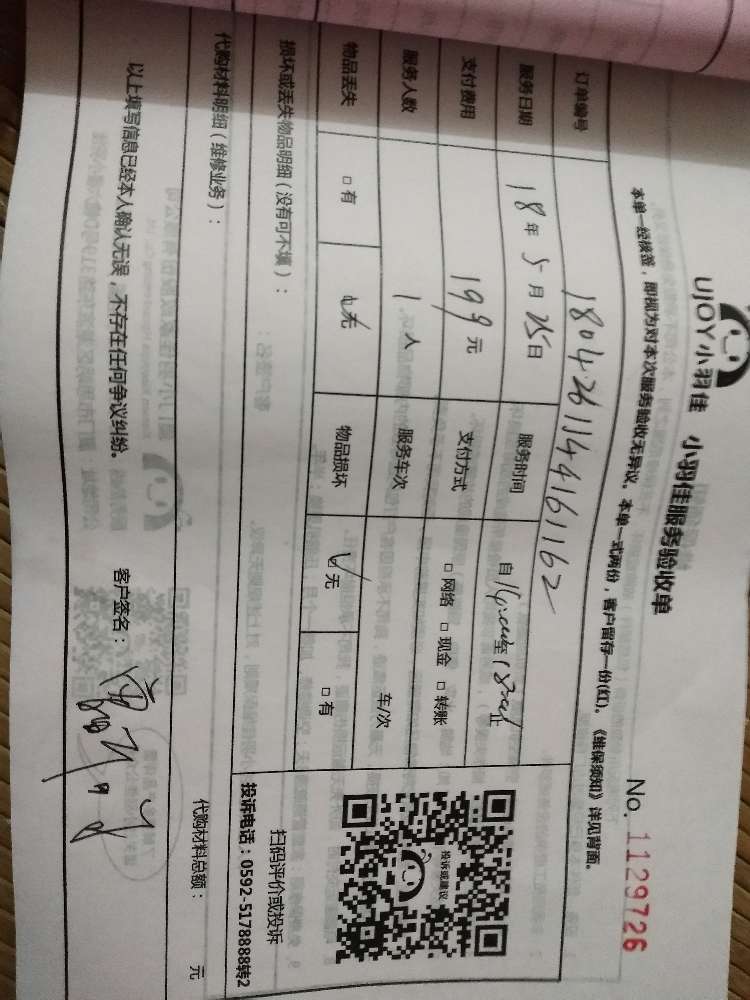 UJOY小羽佳 小羽佳服务验收单
No. 1129726
本单一经核签，即视为对本次服务验收无异议。本单一式两份，客户留存一份(红)。《维保须知》详见背面。
订单编号 1804261144161162
服务日期 18年5月25日 服务时间 自 至 止
支付费用 199元 支付方式 □网络 □现金 □转账
服务人数 1人 服务车次 车/次
物品丢失 □有 无 物品损坏 无 □有
损坏或丢失物品明细（没有可不填）：
投诉或建议
扫码评价或投诉
投诉电话：0592-5178888转2
代购材料明细（维修业务）： 代购材料总额： 元
以上填写信息已经本人确认无误，不存在任何争议纠纷。 客户签名：